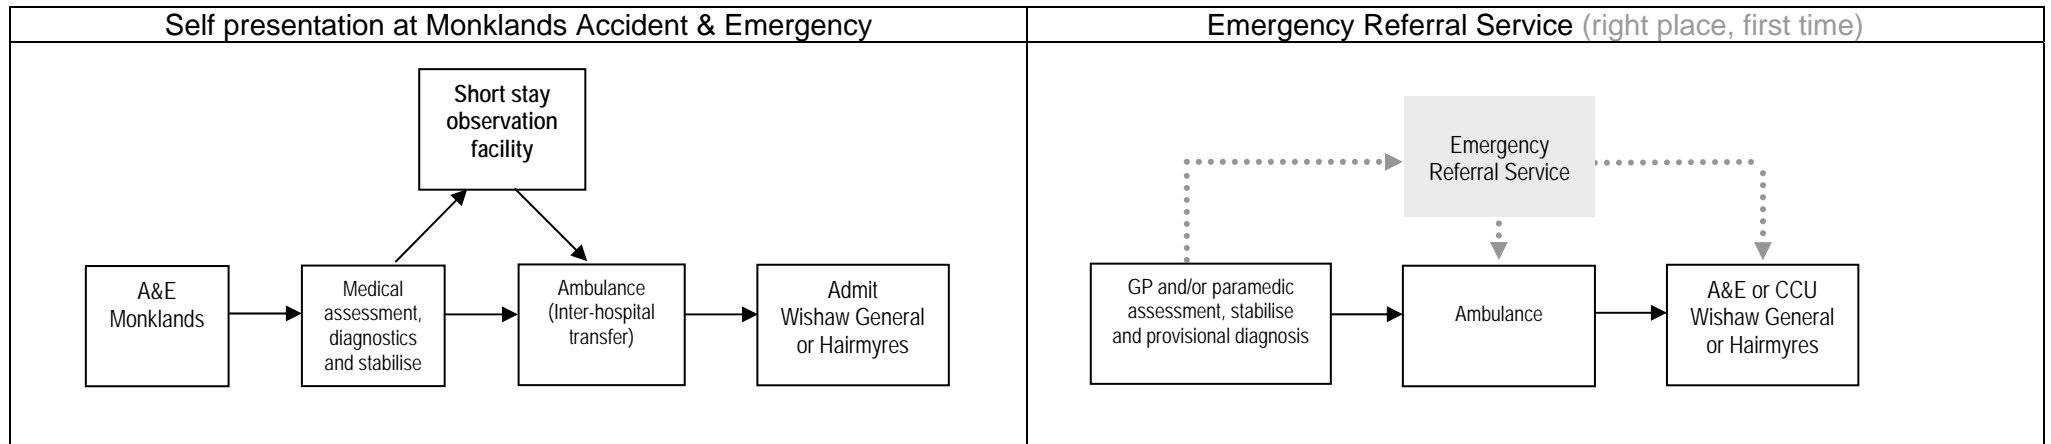 Self presentation at Monklands Accident & Emergency
Emergency Referral Service (right place, first time)
Short stay
observation
facility
A&E
Monklands
Medical
assessment,
diagnostics
and stabilise
Ambulance
(Inter-hospital
transfer)
Admit
Wishaw General
or Hairmyres
Emergency
Referral Service
GP and/or paramedic
assessment, stabilise
and provisional diagnosis
Ambulance
A&E or CCU
Wishaw General
or Hairmyres